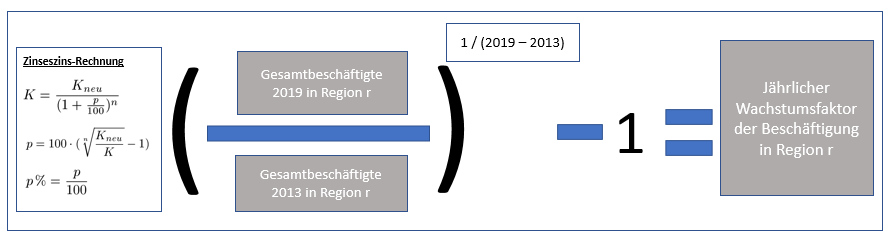 Zinseszins-Rechnung
K = K_neu / (1 + p/100)^n
p = 100 · ( ⁿ√(K_neu/K) − 1)
p% = p/100
(
Gesamtbeschäftigte
2019 in Region r
Gesamtbeschäftigte
2013 in Region r
)
1 / (2019 – 2013)
− 1 =
Jährlicher
Wachstumsfaktor
der Beschäftigung
in Region r